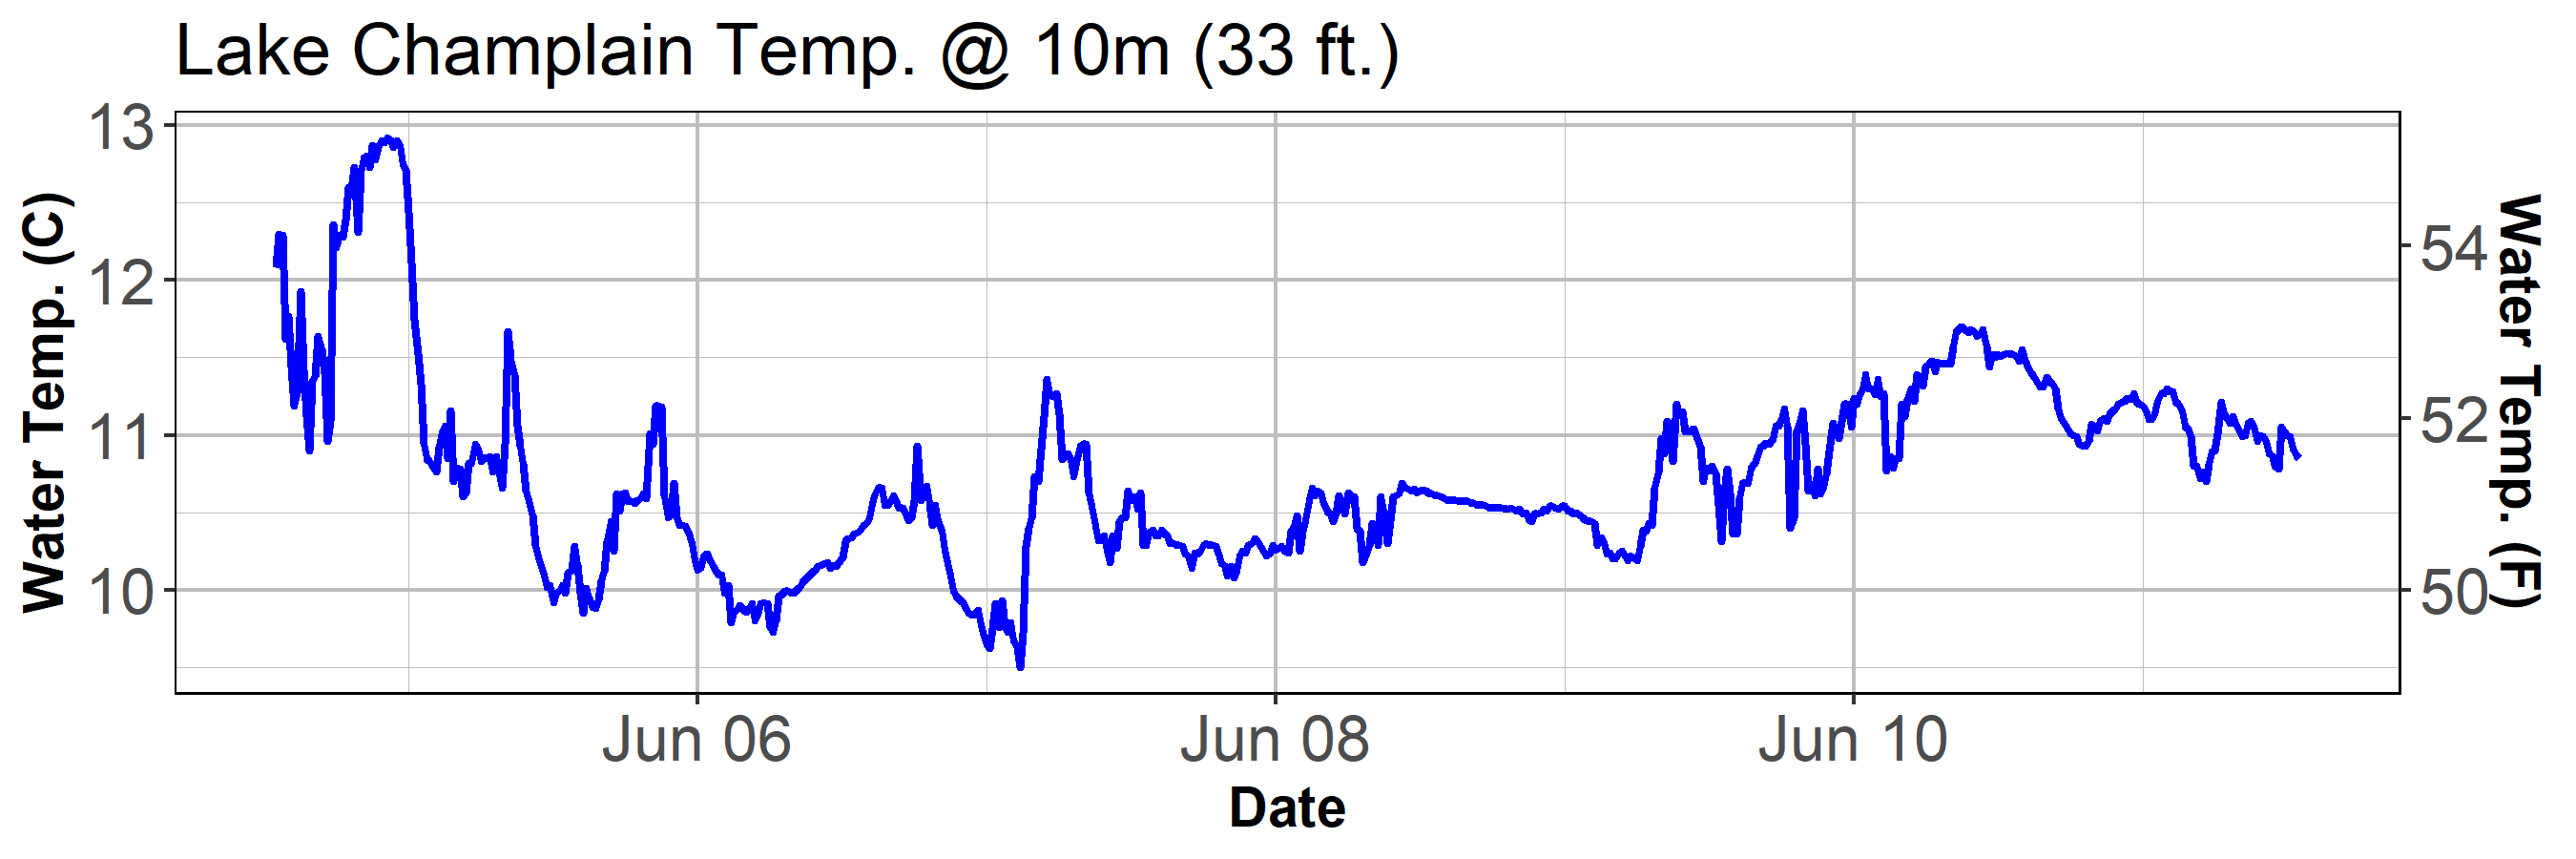 Lake Champlain Temp. @ 10m (33 ft.)
Water Temp. (C)
13
12
11
10
54
52
50
Water Temp. (F)
Jun 06 Jun 08 Jun 10
Date